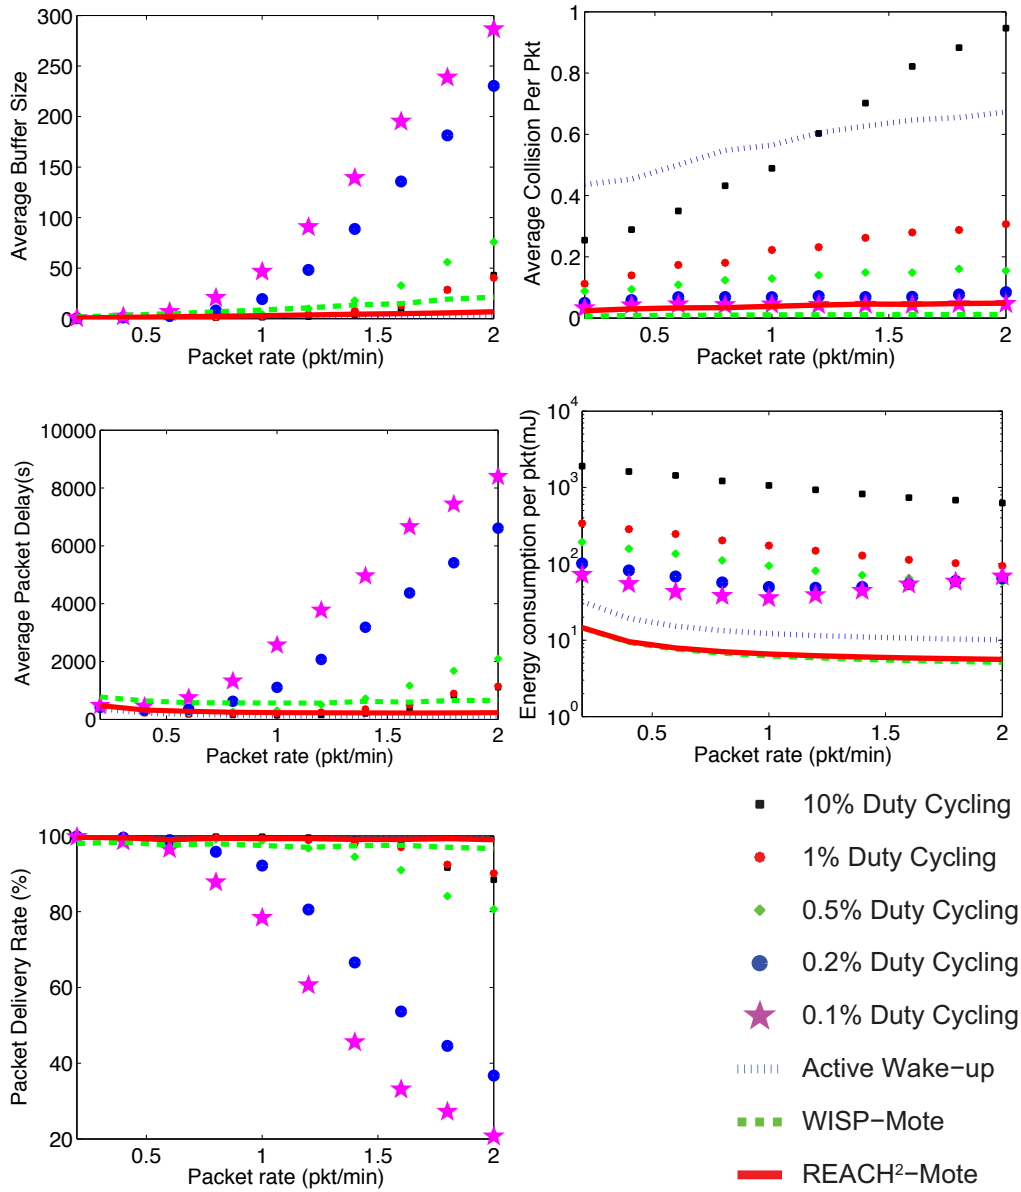 300
250
200
150
100
50
0
0.5
1
1.5
2
Packet rate (pkt/min)
Average Buffer Size
1
0.8
0.6
0.4
0.2
0
0.5
1
1.5
2
Packet rate (pkt/min)
Average Collision Per Pkt
10000
8000
6000
4000
2000
0
0.5
1
1.5
2
Packet rate (pkt/min)
Average Packet Delay(s)
10⁴
10³
10²
10¹
10⁰
0.5
1
1.5
2
Packet rate (pkt/min)
Energy consumption per pkt(mJ)
100
80
60
40
20
0.5
1
1.5
2
Packet rate (pkt/min)
Packet Delivery Rate (%)
10% Duty Cycling
1% Duty Cycling
0.5% Duty Cycling
0.2% Duty Cycling
0.1% Duty Cycling
Active Wake−up
WISP−Mote
REACH²−Mote